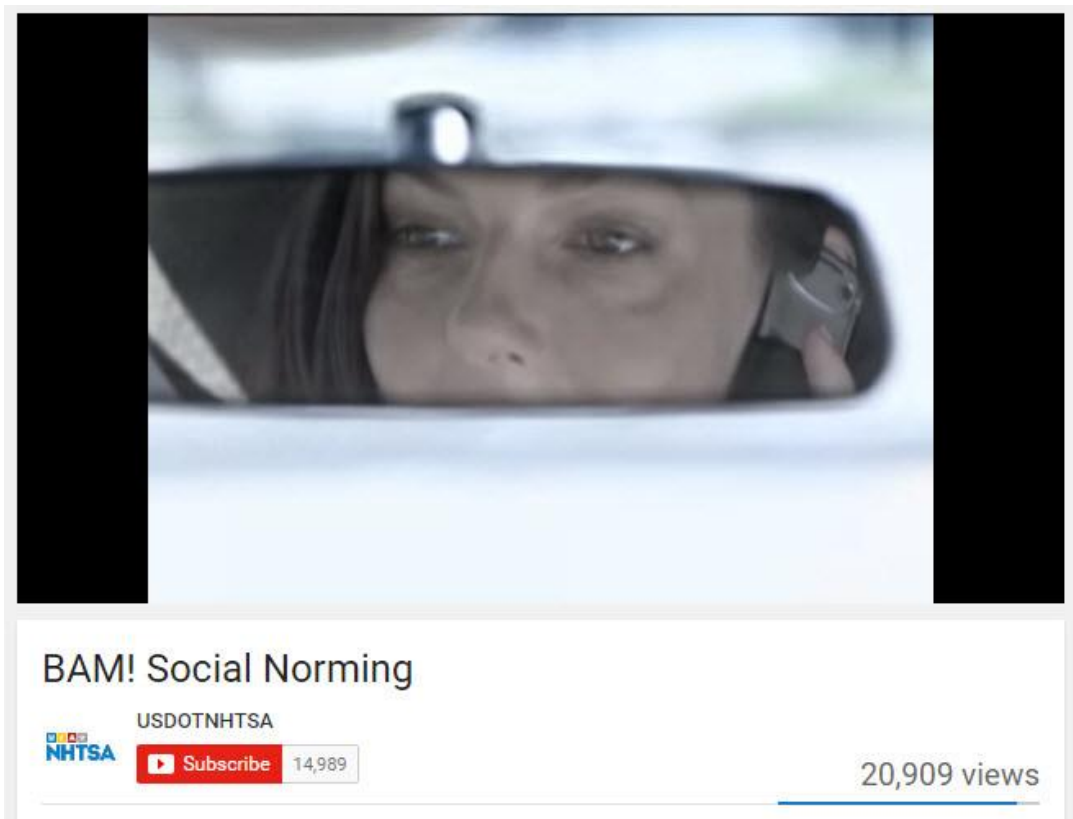 BAM! Social Norming
USDOTNHTSA
NHTSA
Subscribe 14,989
20,909 views